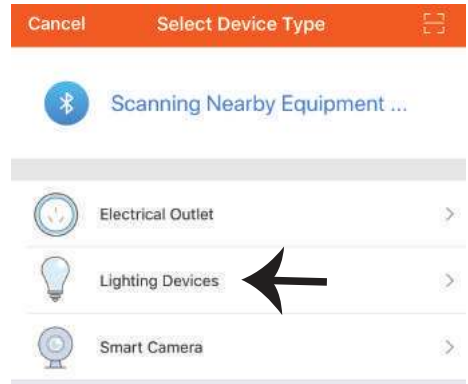 Cancel Select Device Type
Scanning Nearby Equipment ...
Electrical Outlet
Lighting Devices
Smart Camera